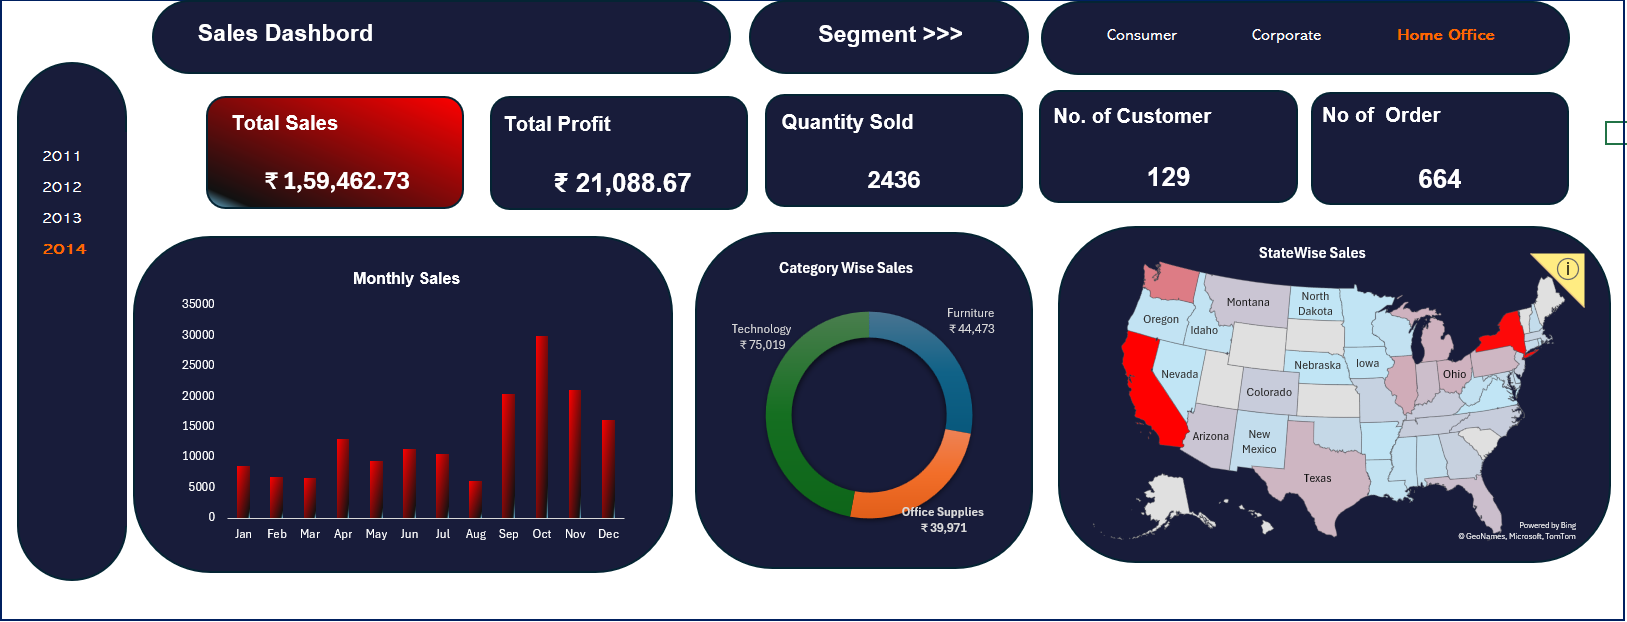 Sales Dashbord
Segment >>>
Consumer
Corporate
Home Office
2011
2012
2013
2014
Total Sales
₹ 1,59,462.73
Total Profit
₹ 21,088.67
Quantity Sold
2436
No. of Customer
129
No of  Order
664
Monthly Sales
35000
30000
25000
20000
15000
10000
5000
0
Jan Feb Mar Apr May Jun Jul Aug Sep Oct Nov Dec
Category Wise Sales
Technology
₹ 75,019
Furniture
₹ 44,473
Office Supplies
₹ 39,971
StateWise Sales
i
Montana
North
Dakota
Oregon
Idaho
Nevada
Nebraska
Iowa
Ohio
Colorado
Arizona
New
Mexico
Texas
Powered by Bing
© GeoNames, Microsoft, TomTom